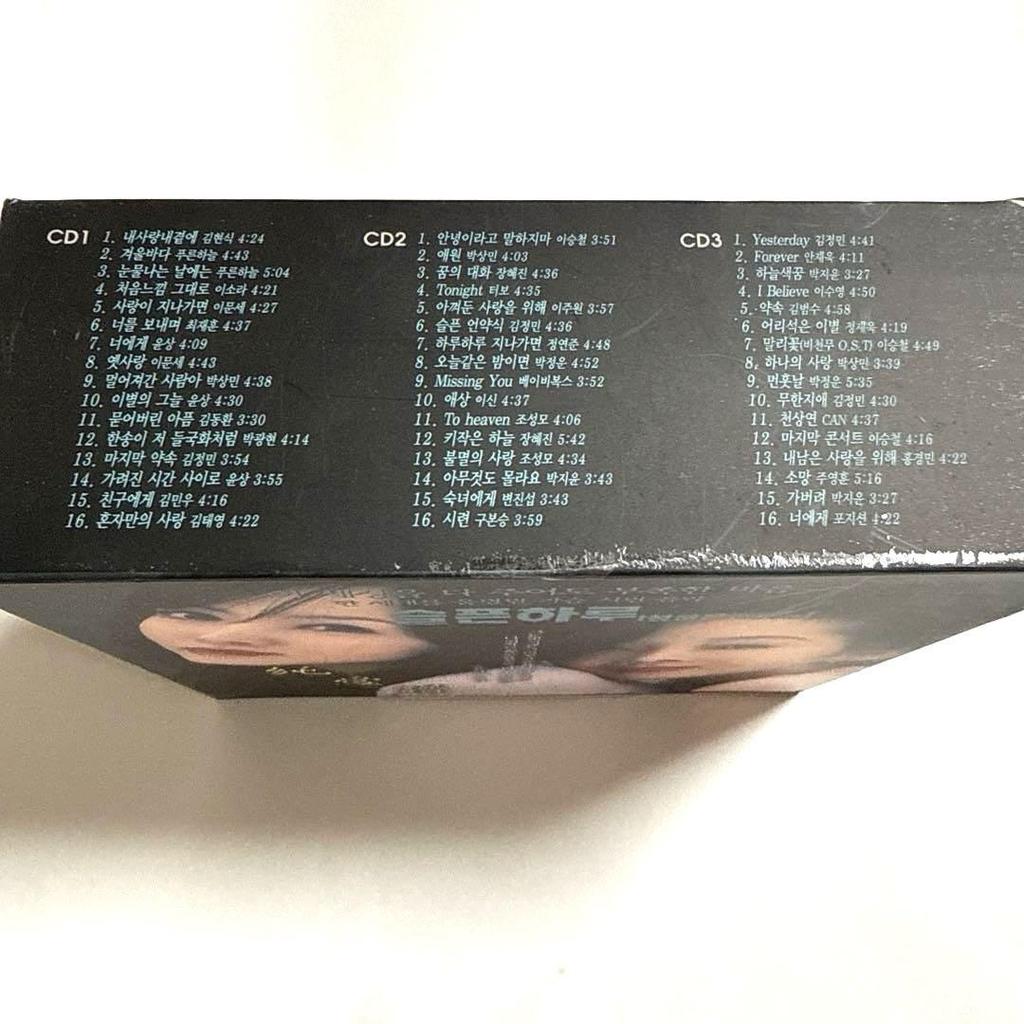 CD1
1. 내사랑내곁에 김현식 4:24
2. 겨울바다 푸른하늘 4:43
3. 눈물나는 날에는 푸른하늘 5:04
4. 처음느낌 그대로 이소라 4:21
5. 사랑이 지나가면 이문세 4:27
6. 너를 보내며 최재훈 4:37
7. 너에게 윤상 4:09
8. 옛사랑 이문세 4:43
9. 멀어져간 사람아 박상민 4:38
10. 이별의 그늘 윤상 4:30
11. 묻어버린 아픔 김동환 3:30
12. 한송이 저 들국화처럼 박광현 4:14
13. 마지막 약속 김정민 3:54
14. 가려진 시간 사이로 윤상 3:55
15. 친구에게 김민우 4:16
16. 혼자만의 사랑 김태영 4:22
CD2
1. 안녕이라고 말하지마 이승철 3:51
2. 애원 박상민 4:03
3. 꿈의 대화 장혜진 4:36
4. Tonight 터보 4:35
5. 아껴둔 사랑을 위해 이주원 3:57
6. 슬픈 언약식 김정민 4:36
7. 하루하루 지나가면 정연준 4:48
8. 오늘같은 밤이면 박정운 4:52
9. Missing You 베이비복스 3:52
10. 애상 이신 4:37
11. To heaven 조성모 4:06
12. 키작은 하늘 장혜진 5:42
13. 불멸의 사랑 조성모 4:34
14. 아무것도 몰라요 박지윤 3:43
15. 숙녀에게 변진섭 3:43
16. 시련 구본승 3:59
CD3
1. Yesterday 김정민 4:41
2. Forever 안재욱 4:11
3. 하늘색꿈 박지윤 3:27
4. I Believe 이수영 4:50
5. 약속 김범수 4:58
6. 어리석은 이별 정재욱 4:19
7. 말리꽃(비천무 O.S.T) 이승철 4:49
8. 하나의 사랑 박상민 3:39
9. 먼훗날 박정운 5:35
10. 무한지애 김정민 4:30
11. 천상연 CAN 4:37
12. 마지막 콘서트 이승철 4:16
13. 내남은 사랑을 위해 홍경민 4:22
14. 소망 주영훈 5:16
15. 가버려 박지윤 3:27
16. 너에게 포지션 4:22
슬픈하루